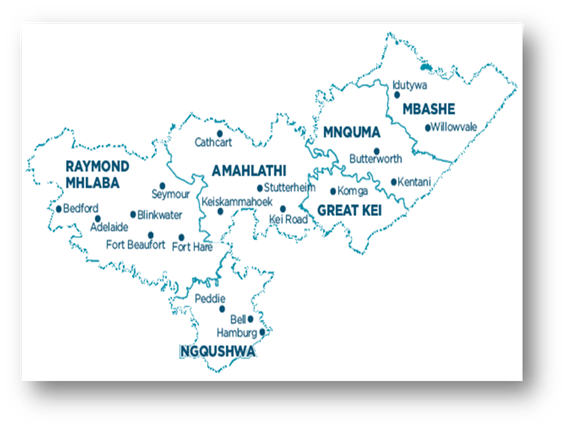 Idutywa
MBASHE
Willowvale
MNQUMA
Butterworth
Kentani
Cathcart
AMAHLATHI
Stutterheim
Keiskammahoek
Kei Road
Komga
GREAT KEI
RAYMOND
MHLABA
Seymour
Bedford
Adelaide
Blinkwater
Fort Beaufort
Fort Hare
Peddie
Bell
Hamburg
NGQUSHWA